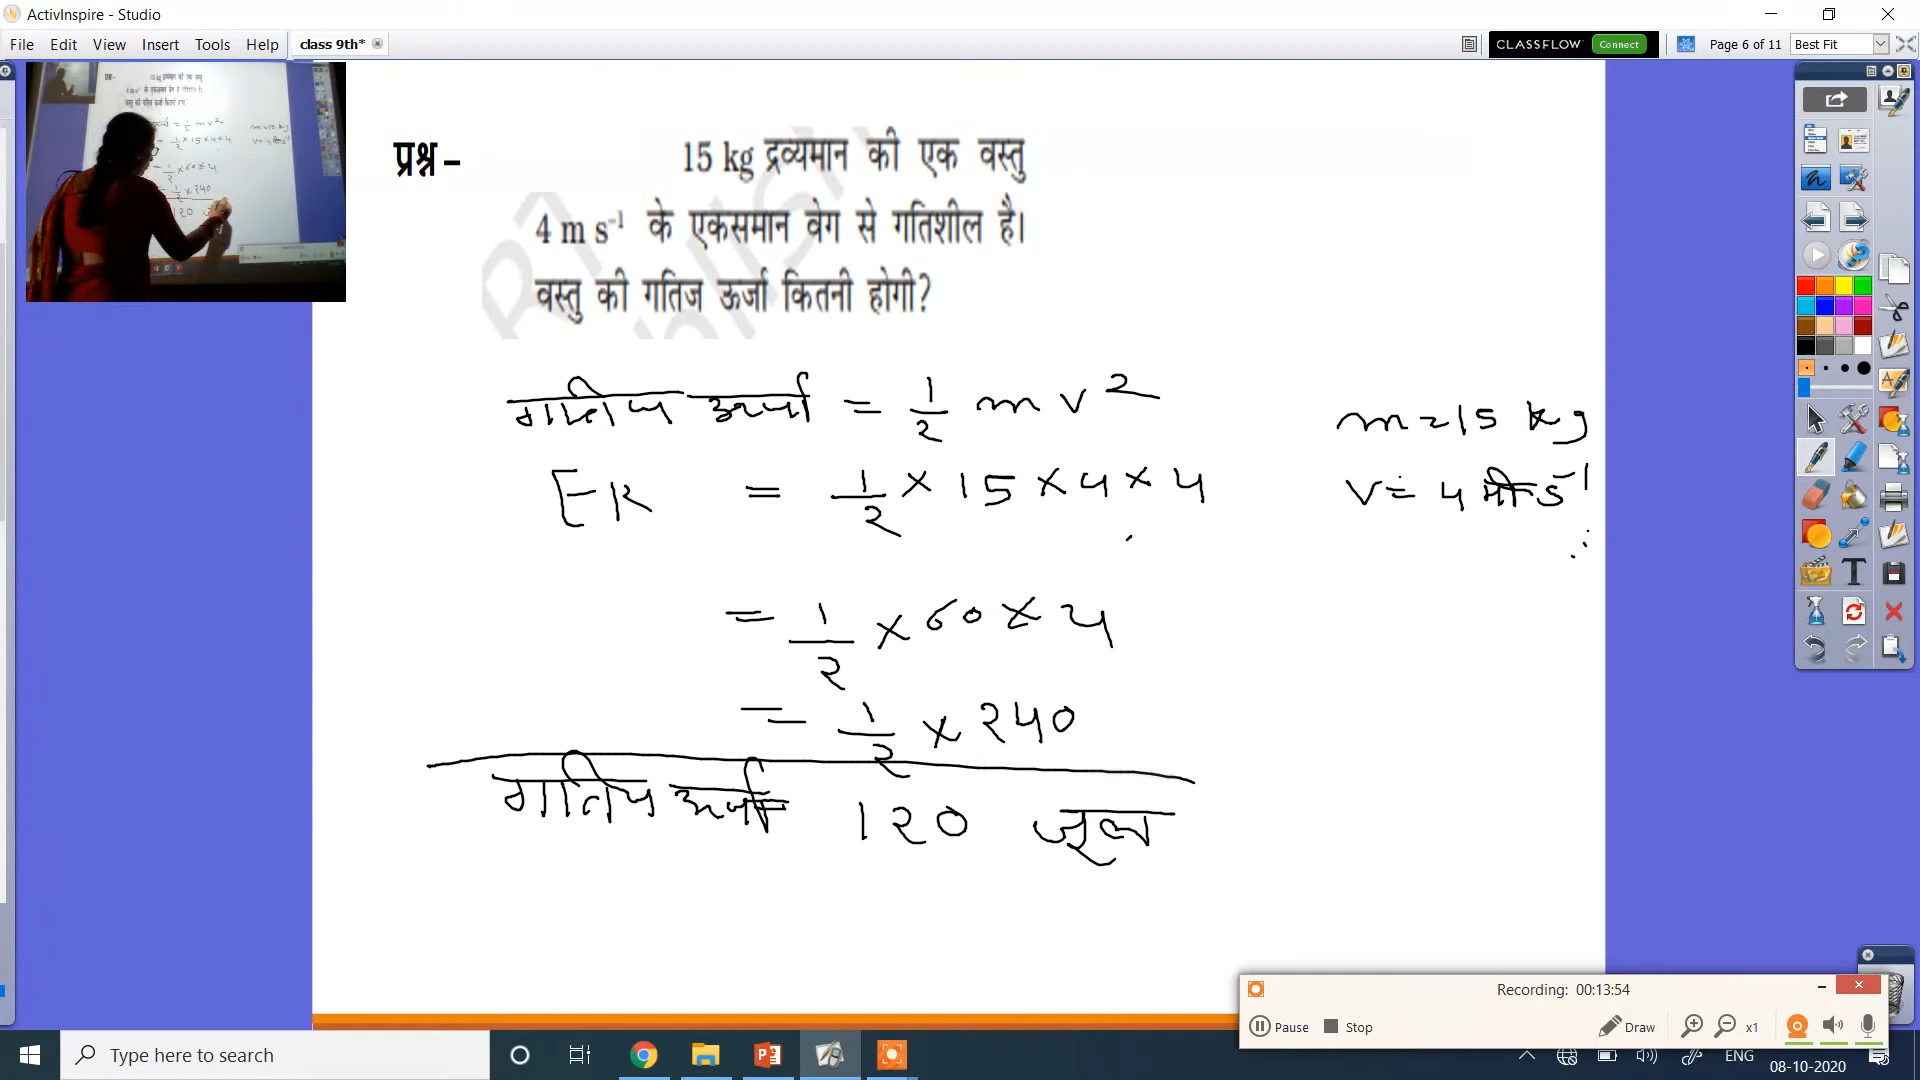 ActivInspire - Studio
File Edit View Insert Tools Help class 9th*
CLASSFLOW Connect Page 6 of 11 Best Fit
प्रश्न – 15 kg द्रव्यमान की एक वस्तु
4 m s⁻¹ के एकसमान वेग से गतिशील है।
वस्तु की गतिज ऊर्जा कितनी होगी?
गतिज ऊर्जा = 1/2 m v²
m = 15 kg
EK = 1/2 × 15 × 4 × 4
v = 4 मी s⁻¹
= 1/2 × 60 × 4
= 1/2 × 240
गतिज ऊर्जा = 120 जूल
Recording: 00:13:54
Pause Stop Draw x1
Type here to search
ENG
08-10-2020